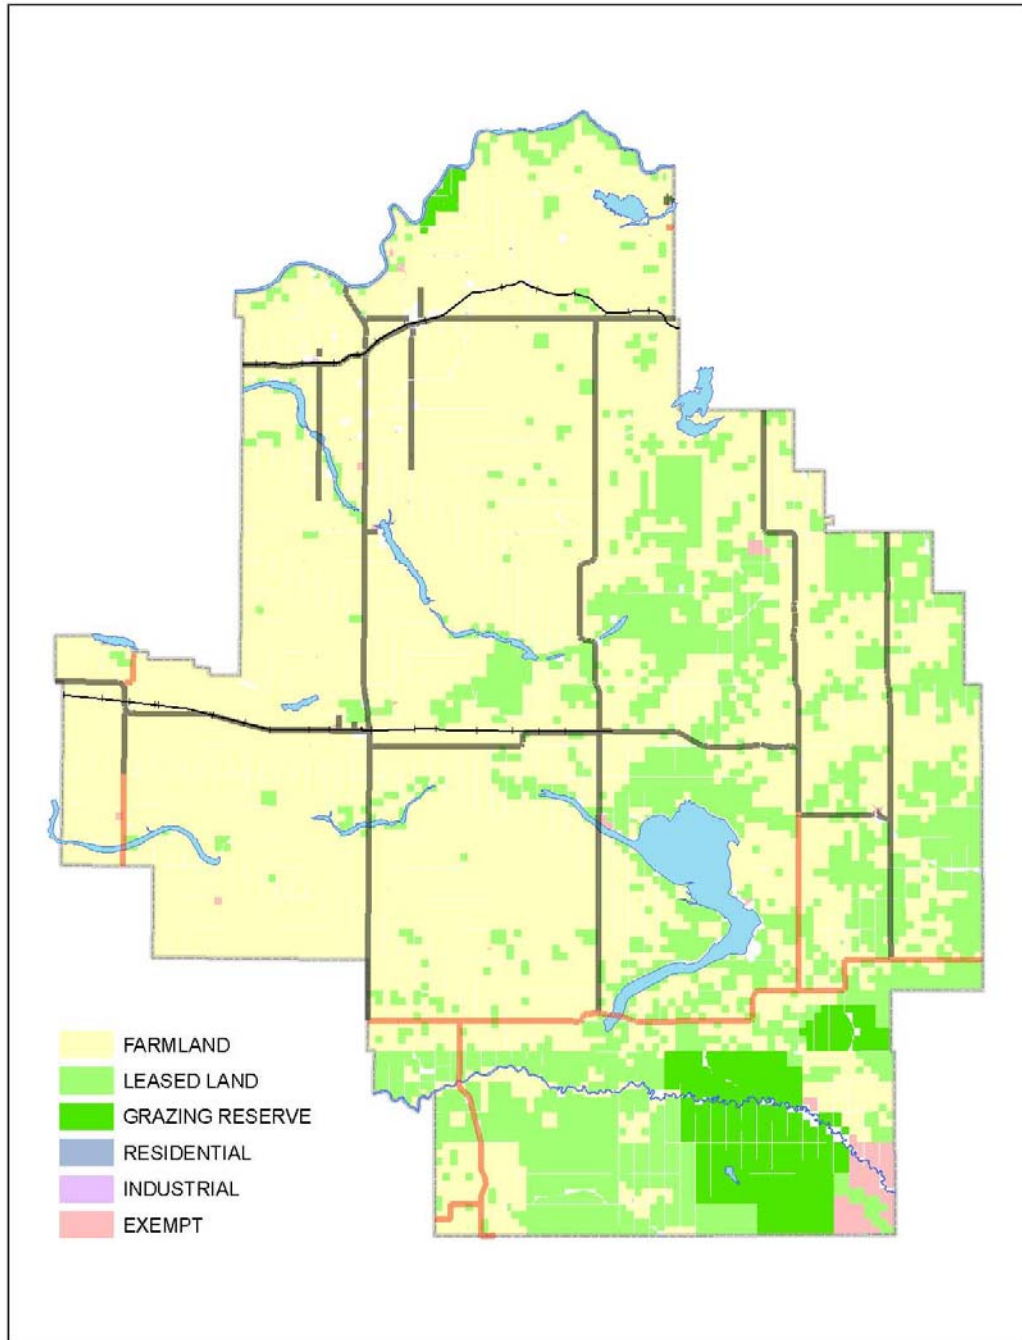 FARMLAND
LEASED LAND
GRAZING RESERVE
RESIDENTIAL
INDUSTRIAL
EXEMPT